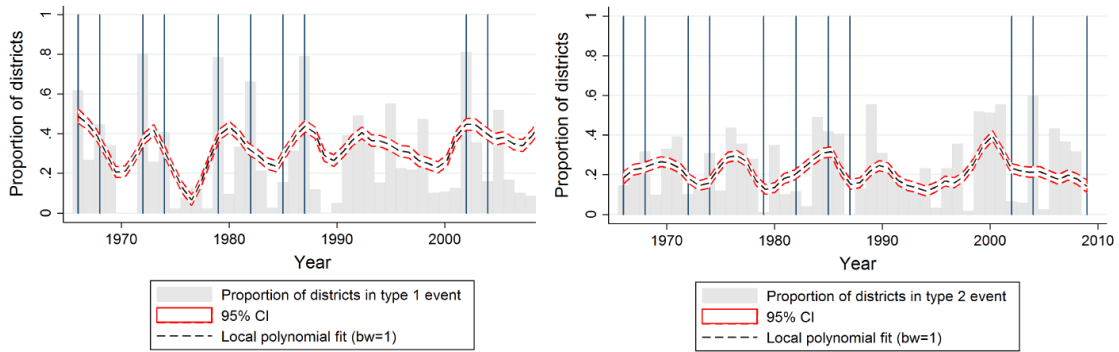 Proportion of districts
1
.8
.6
.4
.2
0
1970
1980
1990
2000
Year
Proportion of districts in type 1 event
95% CI
Local polynomial fit (bw=1)
Proportion of districts
1
.8
.6
.4
.2
0
1970
1980
1990
2000
2010
Year
Proportion of districts in type 2 event
95% CI
Local polynomial fit (bw=1)